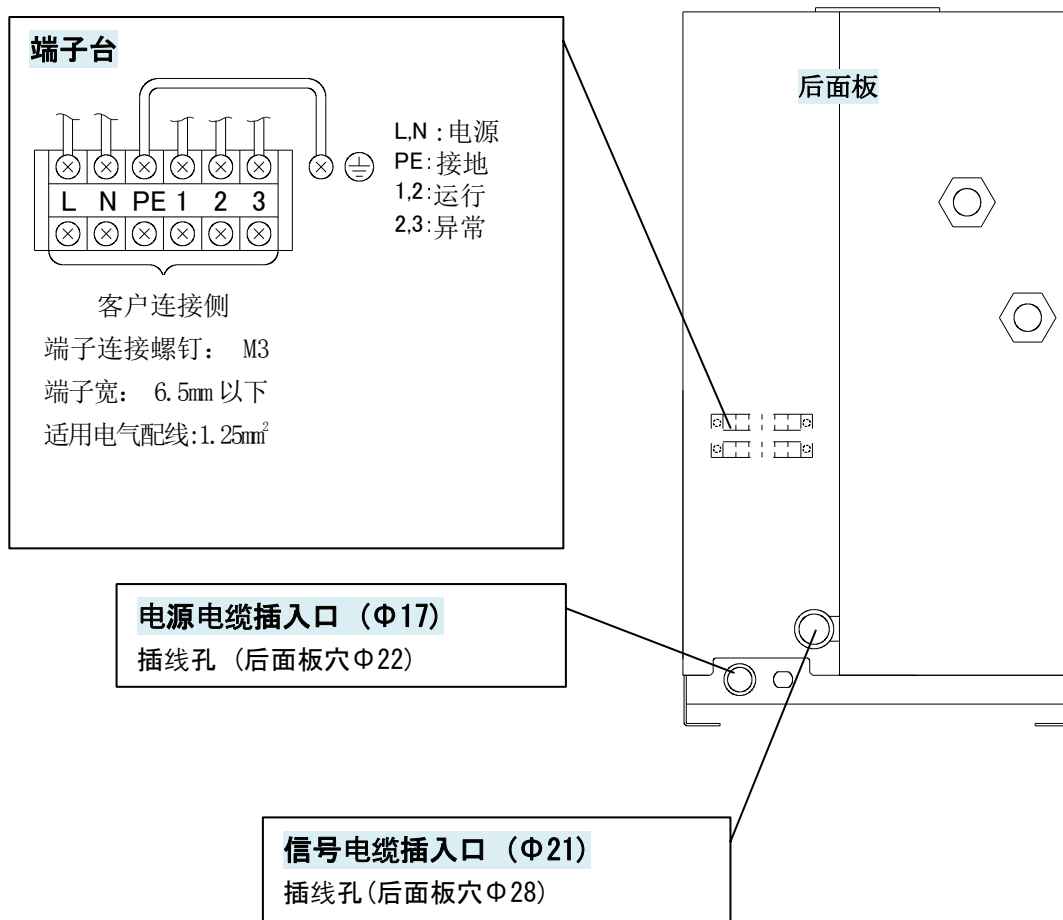 端子台
后面板
L,N:电源
PE:接地
1,2:运行
2,3:异常
L N PE 1 2 3
客户连接侧
端子连接螺钉: M3
端子宽: 6.5mm 以下
适用电气配线:1.25mm²
电源电缆插入口 (Φ17)
插线孔 (后面板穴Φ22)
信号电缆插入口 (Φ21)
插线孔(后面板穴Φ28)